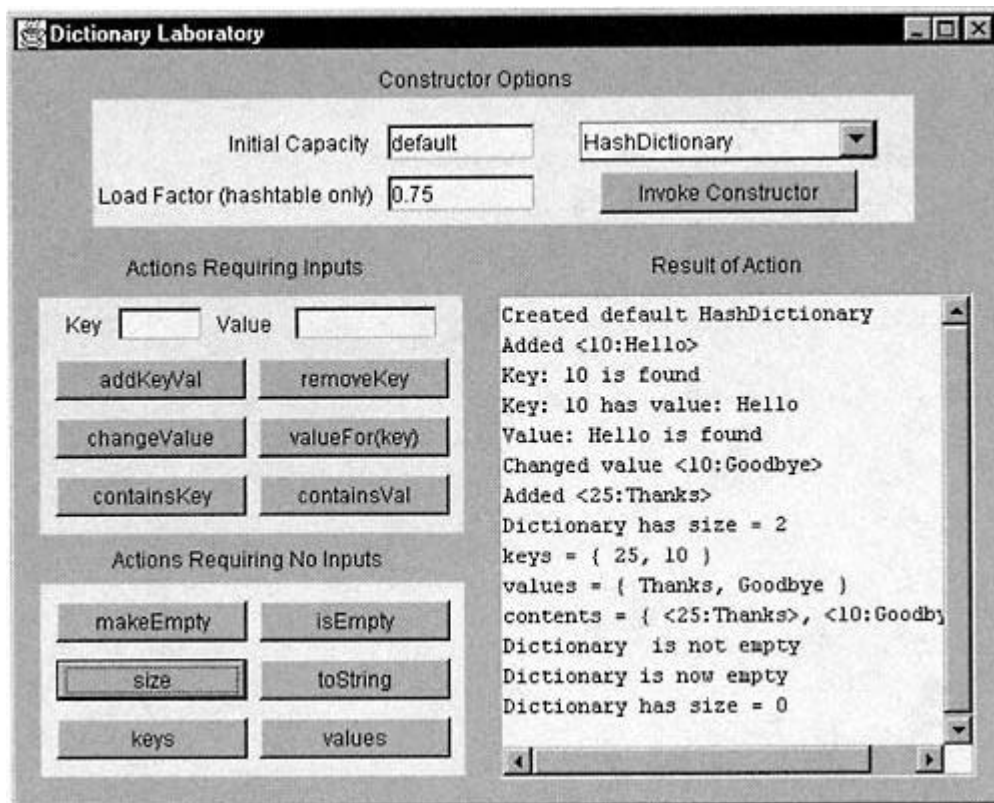 Dictionary Laboratory
Constructor Options
Initial Capacity default HashDictionary
Load Factor (hashtable only) 0.75 Invoke Constructor
Actions Requiring Inputs
Key Value
addKeyVal removeKey
changeValue valueFor(key)
containsKey containsVal
Actions Requiring No Inputs
makeEmpty isEmpty
size toString
keys values
Result of Action
Created default HashDictionary
Added <10:Hello>
Key: 10 is found
Key: 10 has value: Hello
Value: Hello is found
Changed value <10:Goodbye>
Added <25:Thanks>
Dictionary has size = 2
keys = { 25, 10 }
values = { Thanks, Goodbye }
contents = { <25:Thanks>, <10:Goodby
Dictionary  is not empty
Dictionary is now empty
Dictionary has size = 0